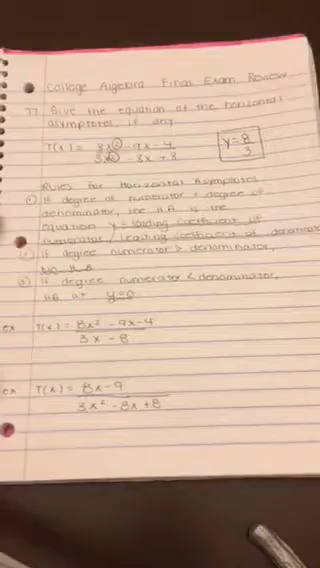 College Algebra Final Exam Review
77. Give the equation of the horizontal
asymptotes, if any
T(x) = 8x² - 9x - 4 y = 8
3x² - 8x + 8 3
Rules for Horizontal Asymptotes
① If degree of numerator = degree of
denominator, the H.A. is the
equation y = leading coefficient of
numerator / leading coefficient of denominator
② If degree numerator > denominator,
NO H.A
③ If degree numerator < denominator,
HA at y=0
ex T(x) = 8x² - 9x - 4
3x - 8
ex T(x) = 8x - 9
3x² - 8x + 8